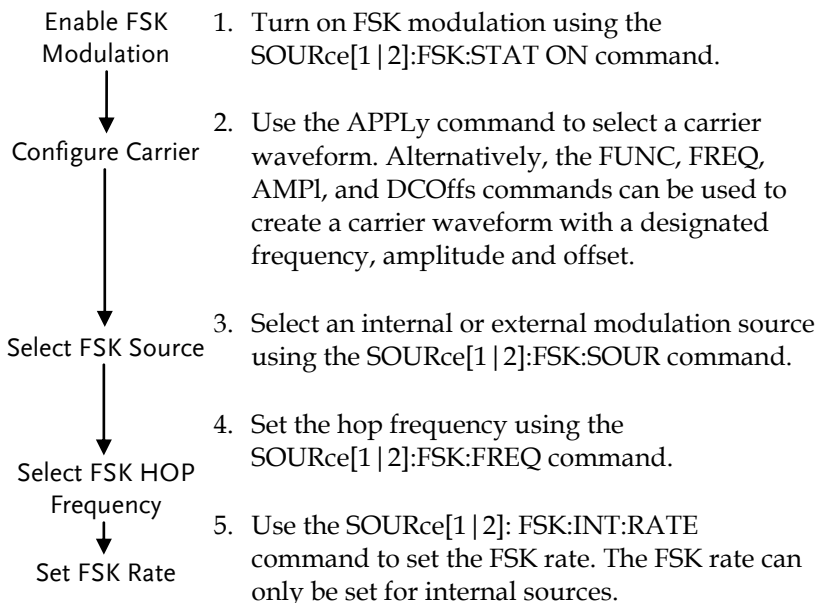 Enable FSK
Modulation
1. Turn on FSK modulation using the
SOURce[1|2]:FSK:STAT ON command.
Configure Carrier
2. Use the APPLy command to select a carrier
waveform. Alternatively, the FUNC, FREQ,
AMPl, and DCOffs commands can be used to
create a carrier waveform with a designated
frequency, amplitude and offset.
Select FSK Source
3. Select an internal or external modulation source
using the SOURce[1|2]:FSK:SOUR command.
Select FSK HOP
Frequency
4. Set the hop frequency using the
SOURce[1|2]:FSK:FREQ command.
Set FSK Rate
5. Use the SOURce[1|2]: FSK:INT:RATE
command to set the FSK rate. The FSK rate can
only be set for internal sources.